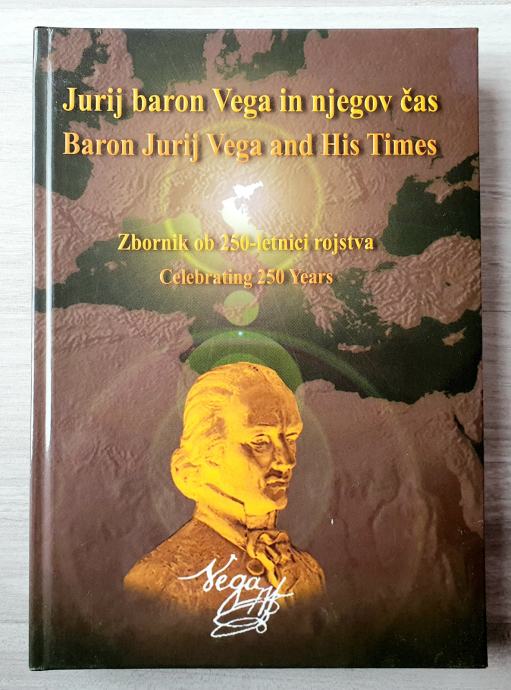 Jurij baron Vega in njegov čas
Baron Jurij Vega and His Times
Zbornik ob 250-letnici rojstva
Celebrating 250 Years
Vega